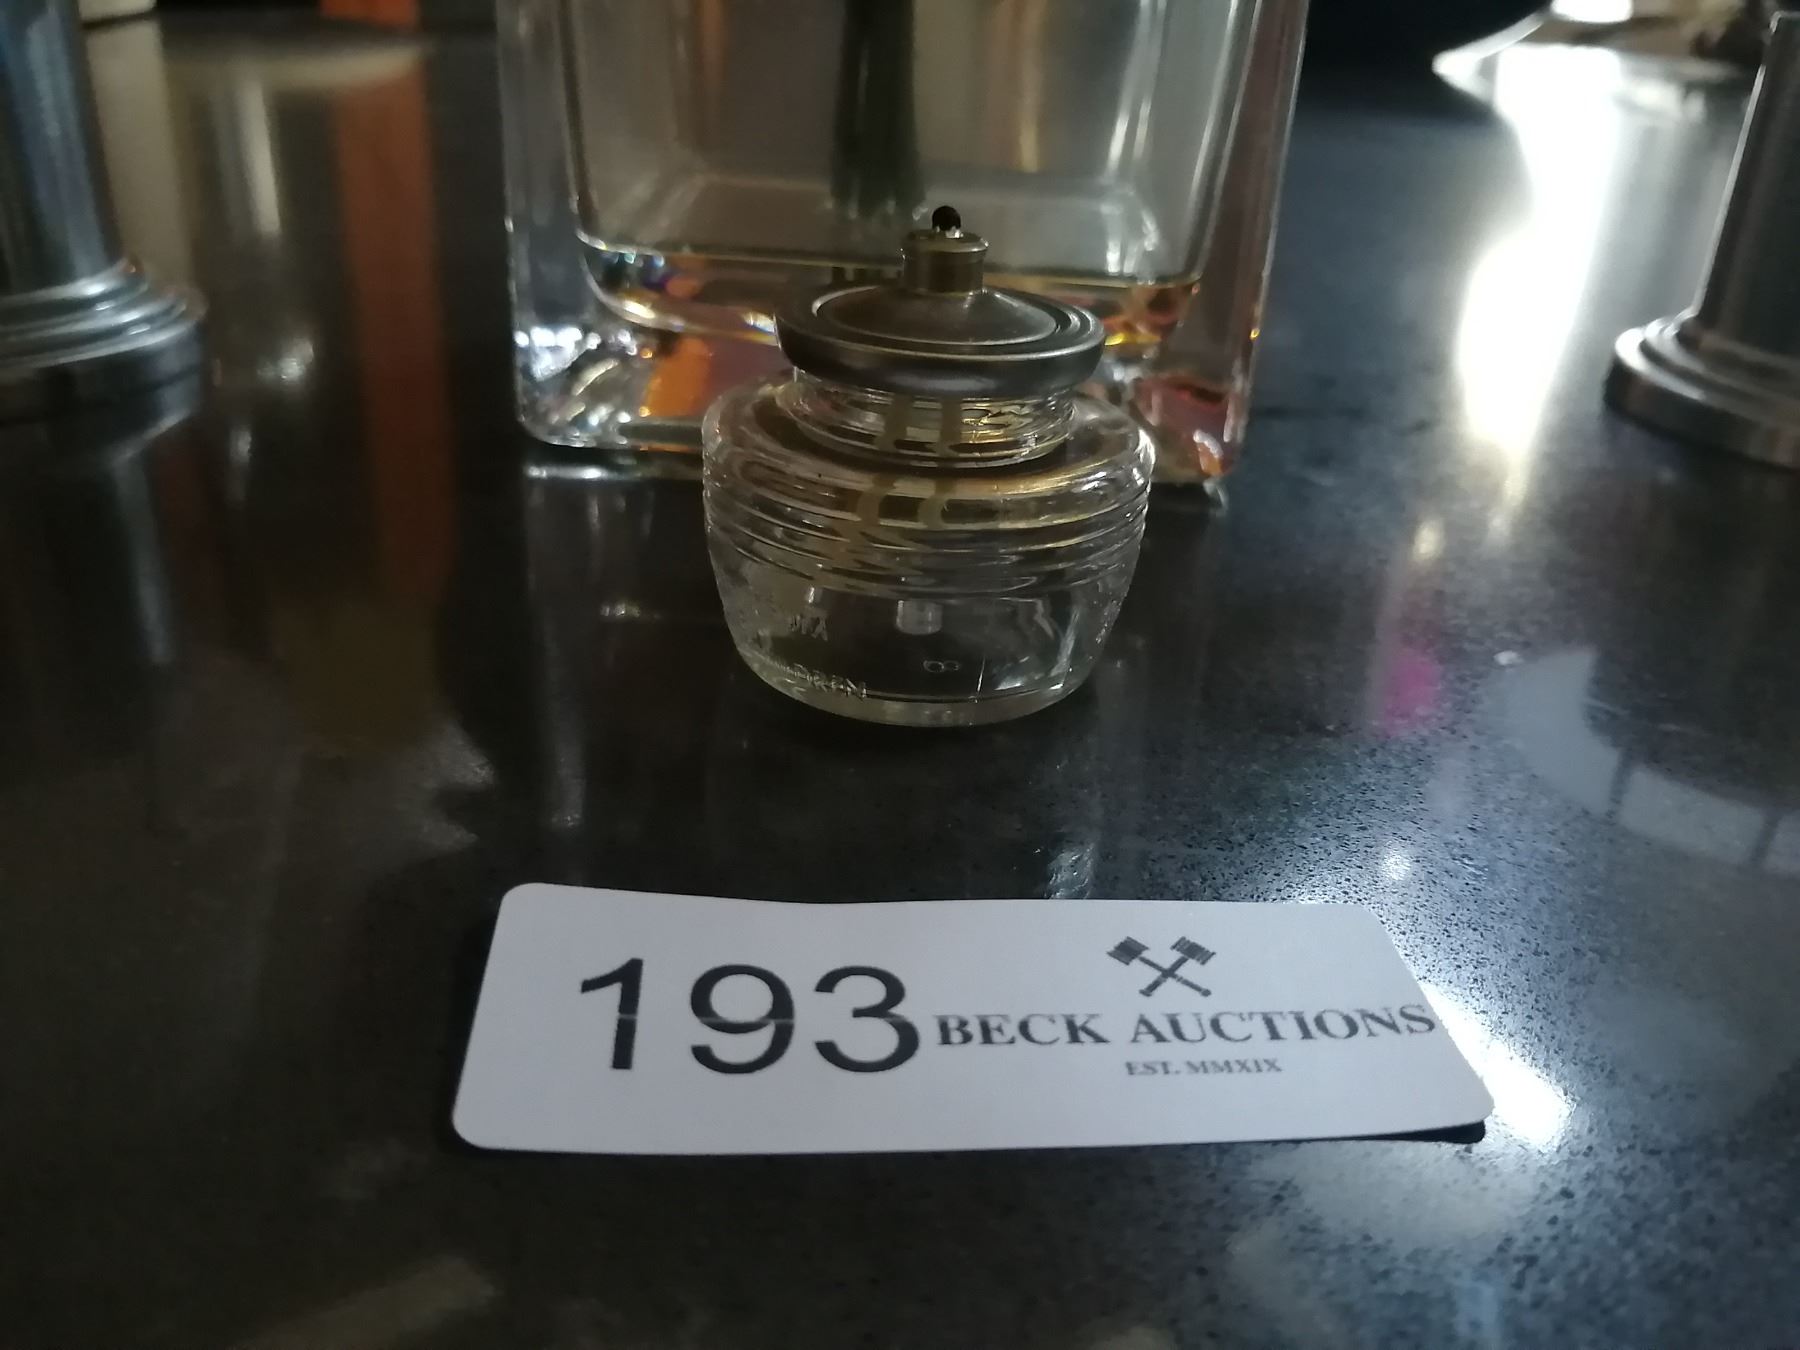 193
BECK AUCTIONS
EST. MMXIX